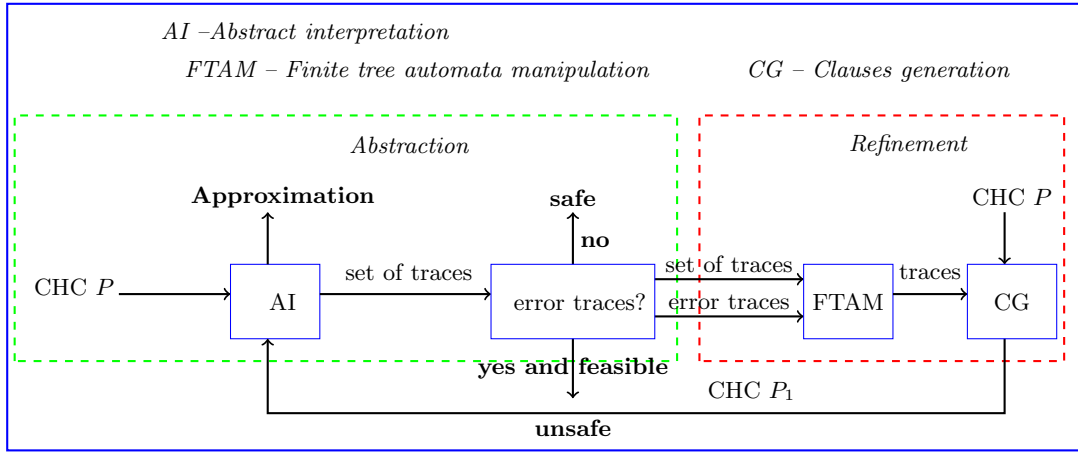 AI –Abstract interpretation
FTAM – Finite tree automata manipulation
CG – Clauses generation
Abstraction
Refinement
Approximation
safe
CHC P
no
CHC P
set of traces
set of traces
traces
AI
error traces?
error traces
FTAM
CG
yes and feasible
CHC P₁
unsafe